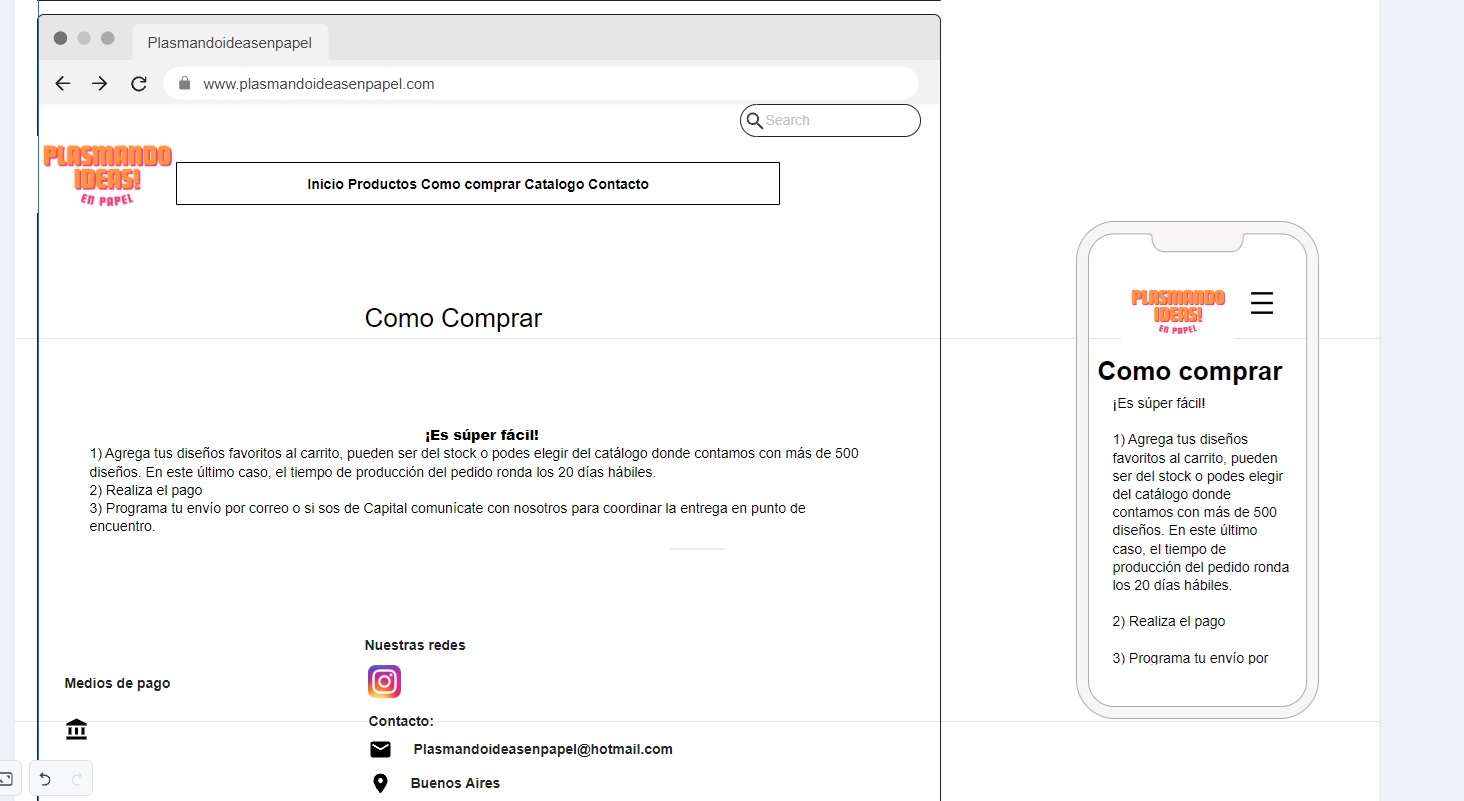 Plasmandoideasenpapel
www.plasmandoideasenpapel.com
Search
PLASMANDO
IDEAS!
EN PAPEL
Inicio Productos Como comprar Catalogo Contacto
Como Comprar
¡Es súper fácil!
1) Agrega tus diseños favoritos al carrito, pueden ser del stock o podes elegir del catálogo donde contamos con más de 500
diseños. En este último caso, el tiempo de producción del pedido ronda los 20 días hábiles.
2) Realiza el pago
3) Programa tu envío por correo o si sos de Capital comunícate con nosotros para coordinar la entrega en punto de
encuentro.
Nuestras redes
Medios de pago
Contacto:
Plasmandoideasenpapel@hotmail.com
Buenos Aires
PLASMANDO
IDEAS!
EN PAPEL
Como comprar
¡Es súper fácil!
1) Agrega tus diseños
favoritos al carrito, pueden
ser del stock o podes elegir
del catálogo donde
contamos con más de 500
diseños. En este último
caso, el tiempo de
producción del pedido ronda
los 20 días hábiles.
2) Realiza el pago
3) Programa tu envío por